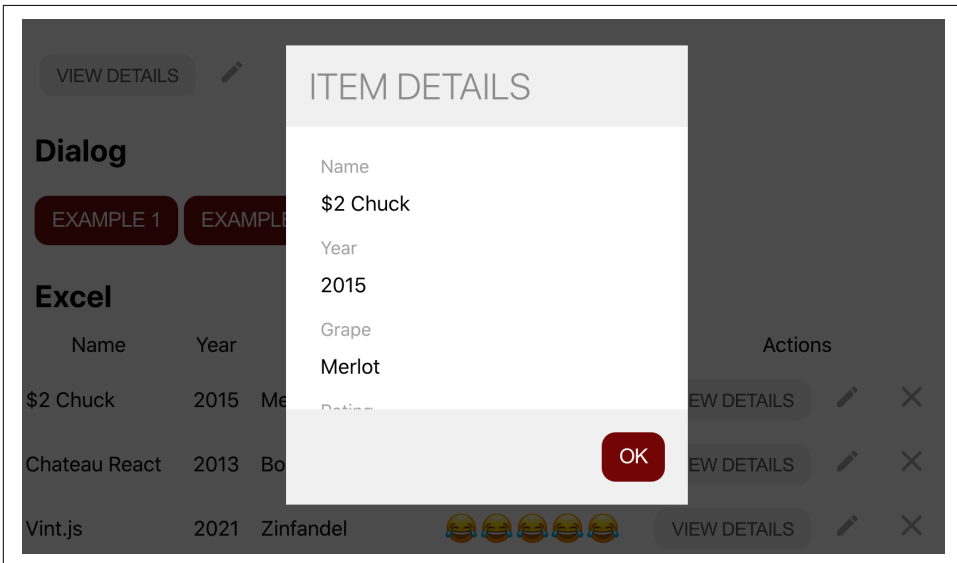 VIEW DETAILS
ITEM DETAILS
Dialog
Name
$2 Chuck
EXAMPLE 1 EXAMPLE
Year
2015
Excel
Grape
Name Year Actions
Merlot
$2 Chuck 2015 Me EW DETAILS
Rating
Chateau React 2013 Bo EW DETAILS
OK
Vint.js 2021 Zinfandel 😂😂😂😂😂 VIEW DETAILS